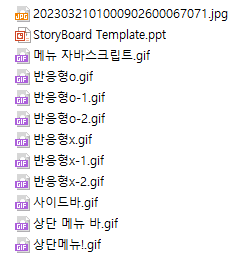 2023032101000902600067071.jpg
StoryBoard Template.ppt
메뉴 자바스크립트.gif
반응형o.gif
반응형o-1.gif
반응형o-2.gif
반응형x.gif
반응형x-1.gif
반응형x-2.gif
사이드바.gif
상단 메뉴 바.gif
상단메뉴!.gif